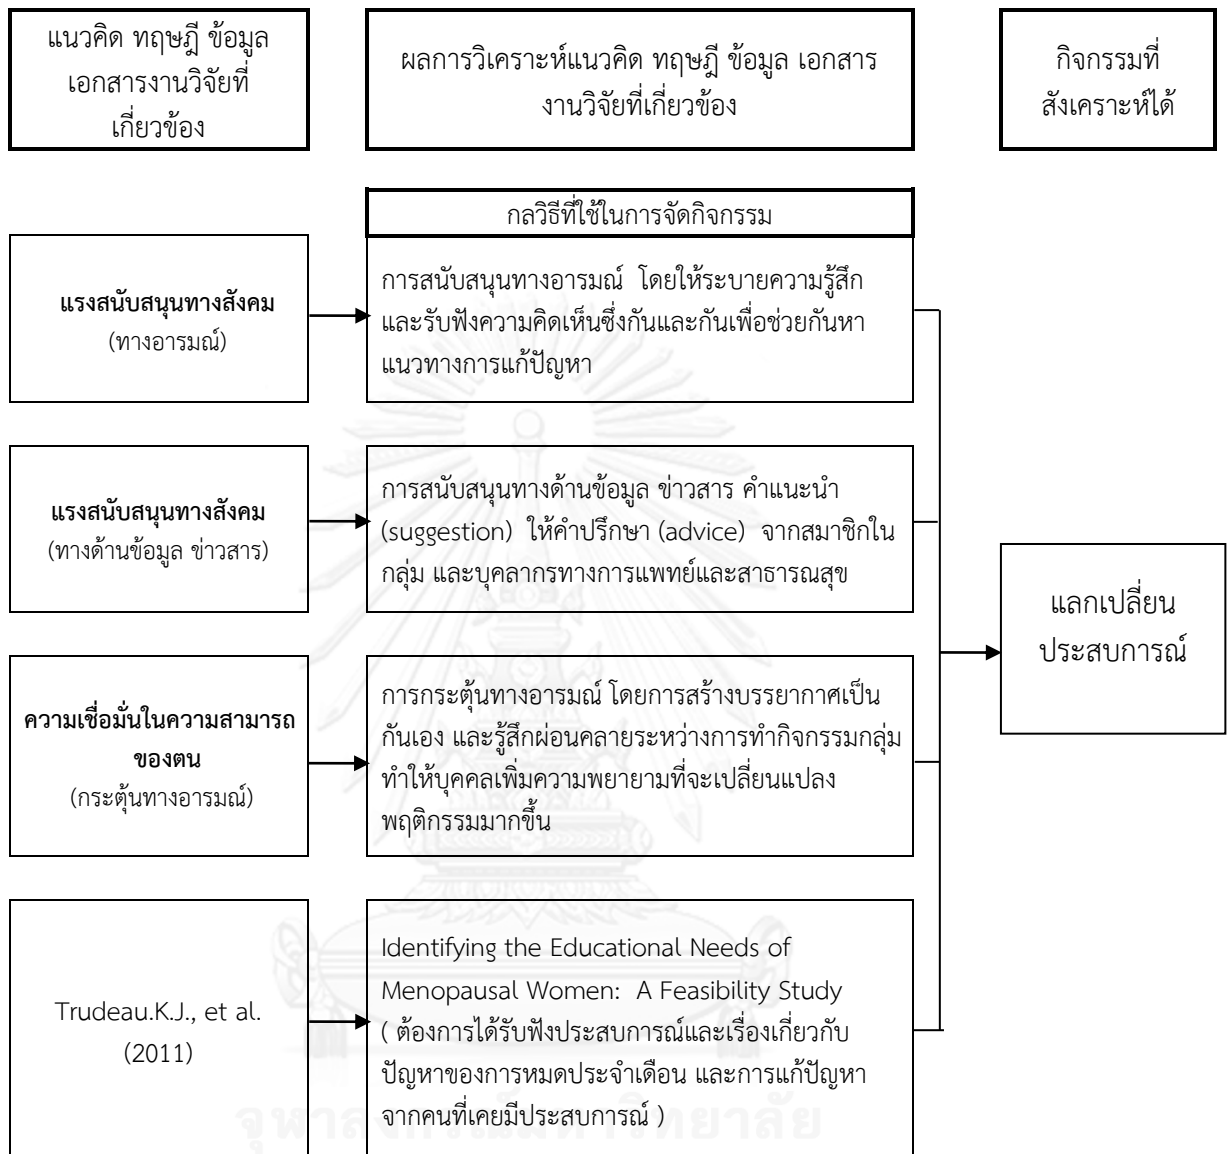 แนวคิด ทฤษฎี ข้อมูล
เอกสารงานวิจัยที่
เกี่ยวข้อง
ผลการวิเคราะห์แนวคิด ทฤษฎี ข้อมูล เอกสาร
งานวิจัยที่เกี่ยวข้อง
กิจกรรมที่
สังเคราะห์ได้
กลวิธีที่ใช้ในการจัดกิจกรรม
แรงสนับสนุนทางสังคม
(ทางอารมณ์)
การสนับสนุนทางอารมณ์ โดยให้ระบายความรู้สึก
และรับฟังความคิดเห็นซึ่งกันและกันเพื่อช่วยกันหา
แนวทางการแก้ปัญหา
แรงสนับสนุนทางสังคม
(ทางด้านข้อมูล ข่าวสาร)
การสนับสนุนทางด้านข้อมูล ข่าวสาร คำแนะนำ
(suggestion) ให้คำปรึกษา (advice) จากสมาชิกใน
กลุ่ม และบุคลากรทางการแพทย์และสาธารณสุข
แลกเปลี่ยน
ประสบการณ์
ความเชื่อมั่นในความสามารถ
ของตน
(กระตุ้นทางอารมณ์)
การกระตุ้นทางอารมณ์ โดยการสร้างบรรยากาศเป็น
กันเอง และรู้สึกผ่อนคลายระหว่างการทำกิจกรรมกลุ่ม
ทำให้บุคคลเพิ่มความพยายามที่จะเปลี่ยนแปลง
พฤติกรรมมากขึ้น
Trudeau.K.J., et al.
(2011)
Identifying the Educational Needs of
Menopausal Women: A Feasibility Study
( ต้องการได้รับฟังประสบการณ์และเรื่องเกี่ยวกับ
ปัญหาของการหมดประจำเดือน และการแก้ปัญหา
จากคนที่เคยมีประสบการณ์ )
จุฬาลงกรณ์มหาวิทยาลัย